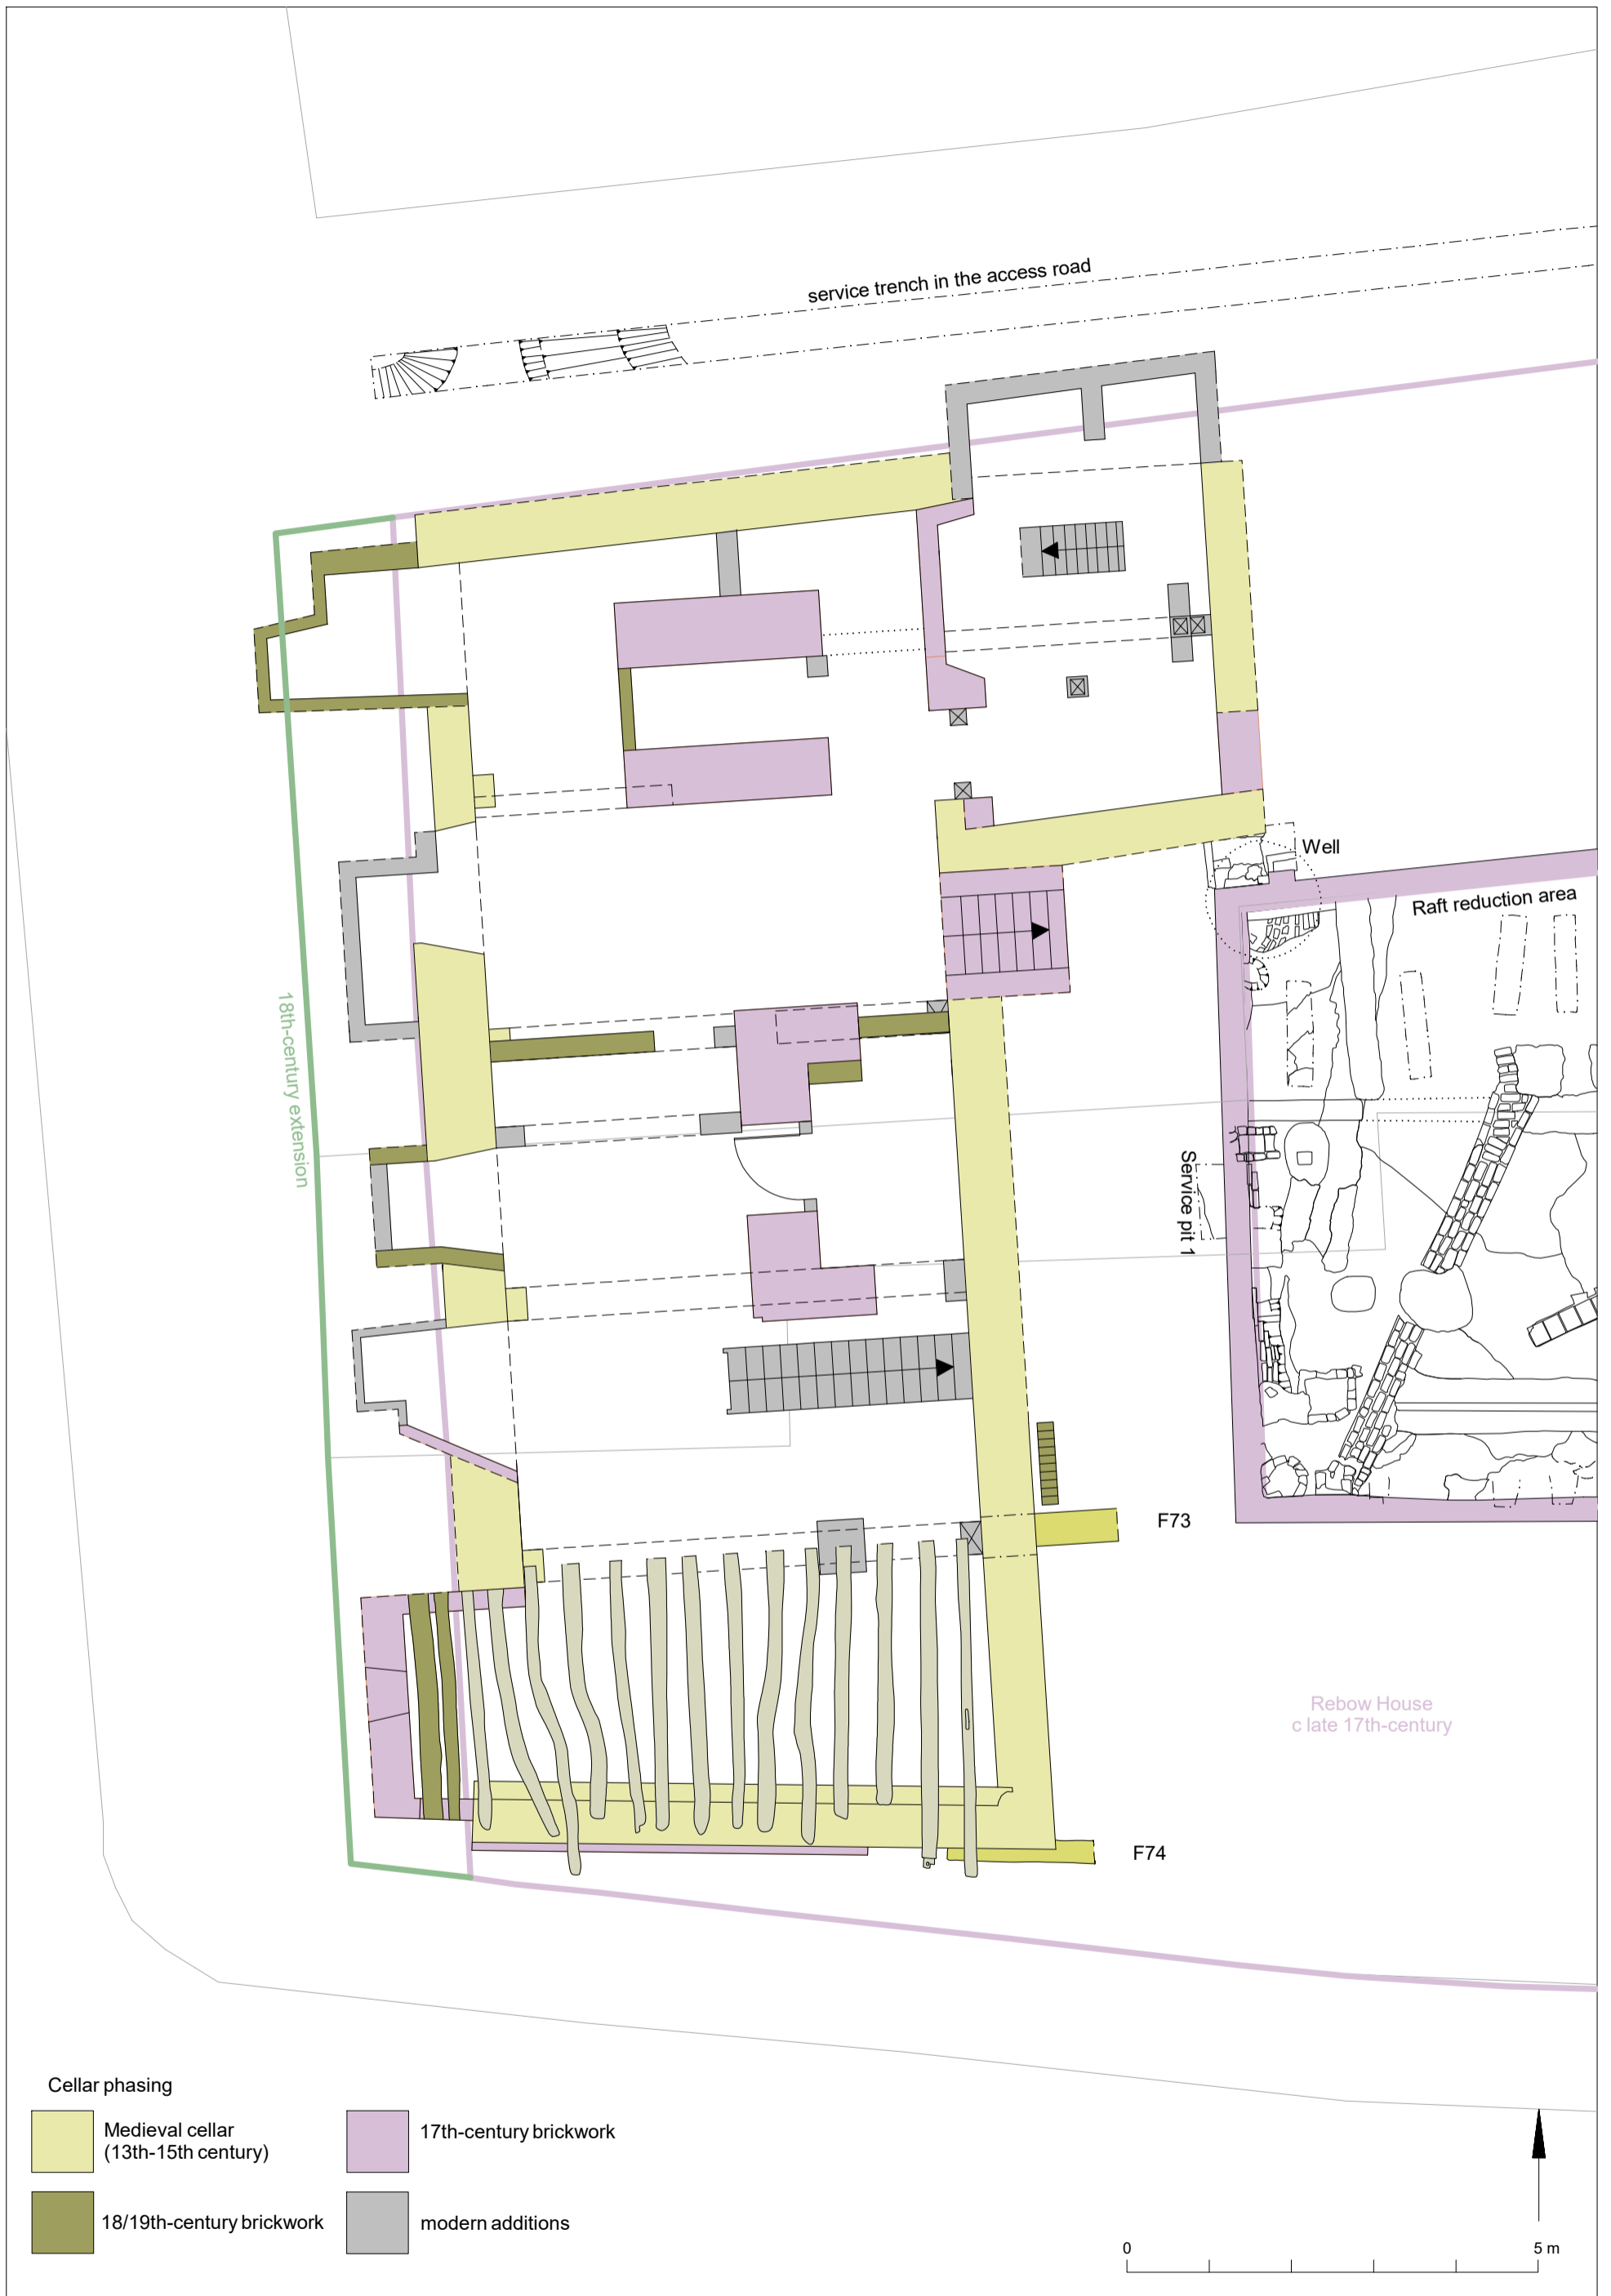 service trench in the access road
Well
Raft reduction area
18th-century extension
Service pit 1
F73
Rebow House
c late 17th-century
F74
Cellar phasing
Medieval cellar
(13th-15th century)
17th-century brickwork
18/19th-century brickwork
modern additions
0
5 m